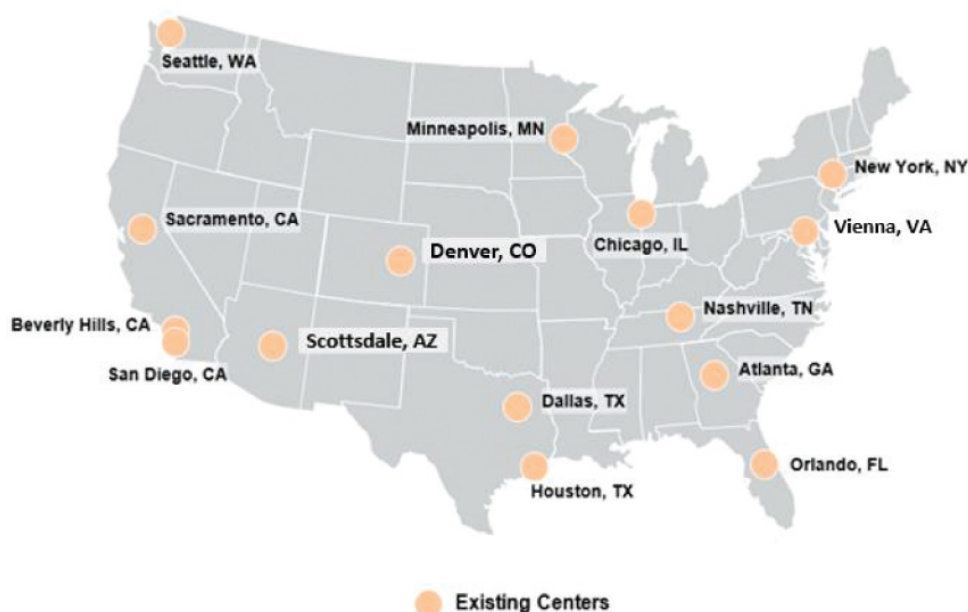 Seattle, WA
Minneapolis, MN
New York, NY
Sacramento, CA
Vienna, VA
Chicago, IL
Denver, CO
Nashville, TN
Beverly Hills, CA
Scottsdale, AZ
Atlanta, GA
San Diego, CA
Dallas, TX
Orlando, FL
Houston, TX
Existing Centers